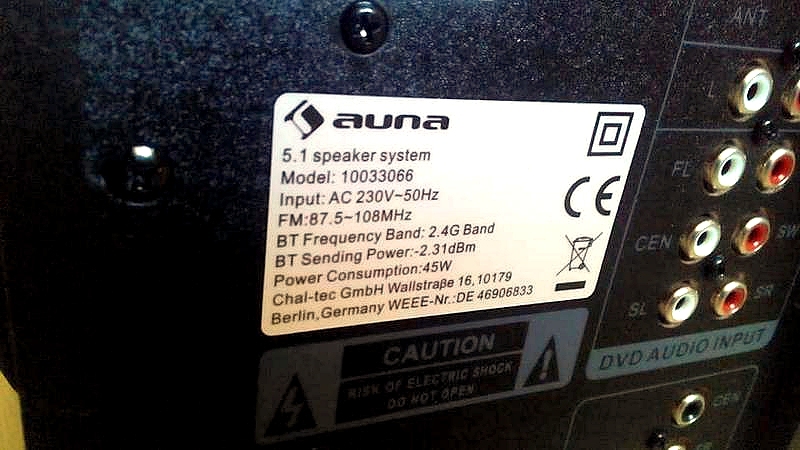 auna
5.1 speaker system
Model: 10033066
Input: AC 230V~50Hz
FM:87.5~108MHz
BT Frequency Band: 2.4G Band
BT Sending Power:-2.31dBm
Power Consumption:45W
Chal-tec GmbH Wallstraße 16,10179
Berlin,Germany WEEE-Nr.:DE 46906833
CE
CAUTION
RISK OF ELECTRIC SHOCK
DO NOT OPEN
ANT
L
FL
CEN SW
SL SR
DVD AUDIO INPUT
CEN